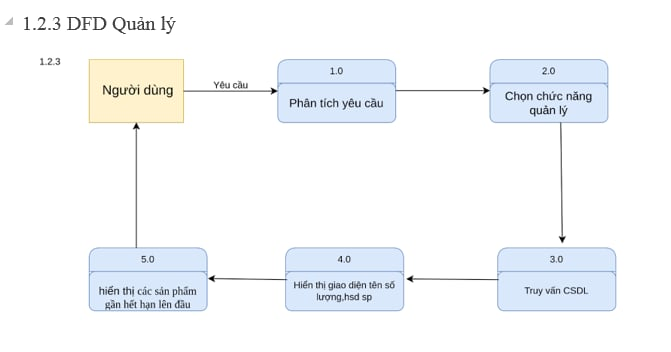 1.2.3 DFD Quản lý
1.2.3
Người dùng
Yêu cầu
1.0
Phân tích yêu cầu
2.0
Chọn chức năng
quản lý
5.0
hiển thị các sản phẩm
gần hết hạn lên đầu
4.0
Hiển thị giao diện tên số
lượng,hsd sp
3.0
Truy vấn CSDL